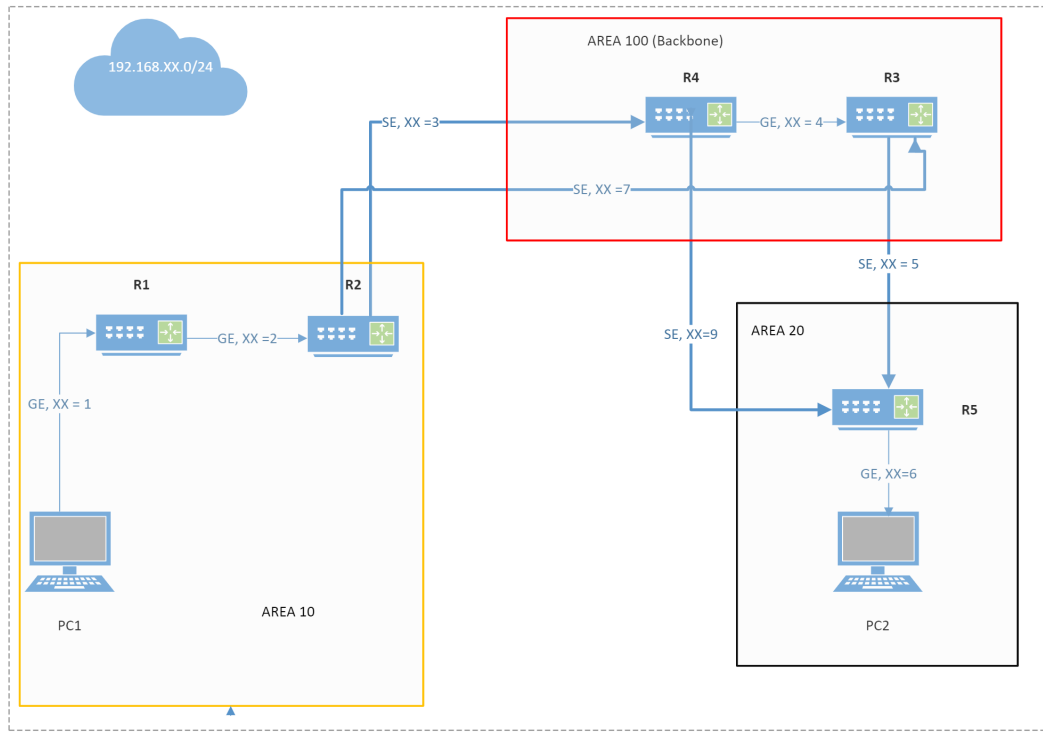 192.168.XX.0/24
AREA 100 (Backbone)
R4
R3
SE, XX =3
GE, XX = 4
SE, XX =7
SE, XX = 5
R1
R2
GE, XX =2
SE, XX=9
AREA 20
GE, XX = 1
R5
GE, XX=6
AREA 10
PC1
PC2